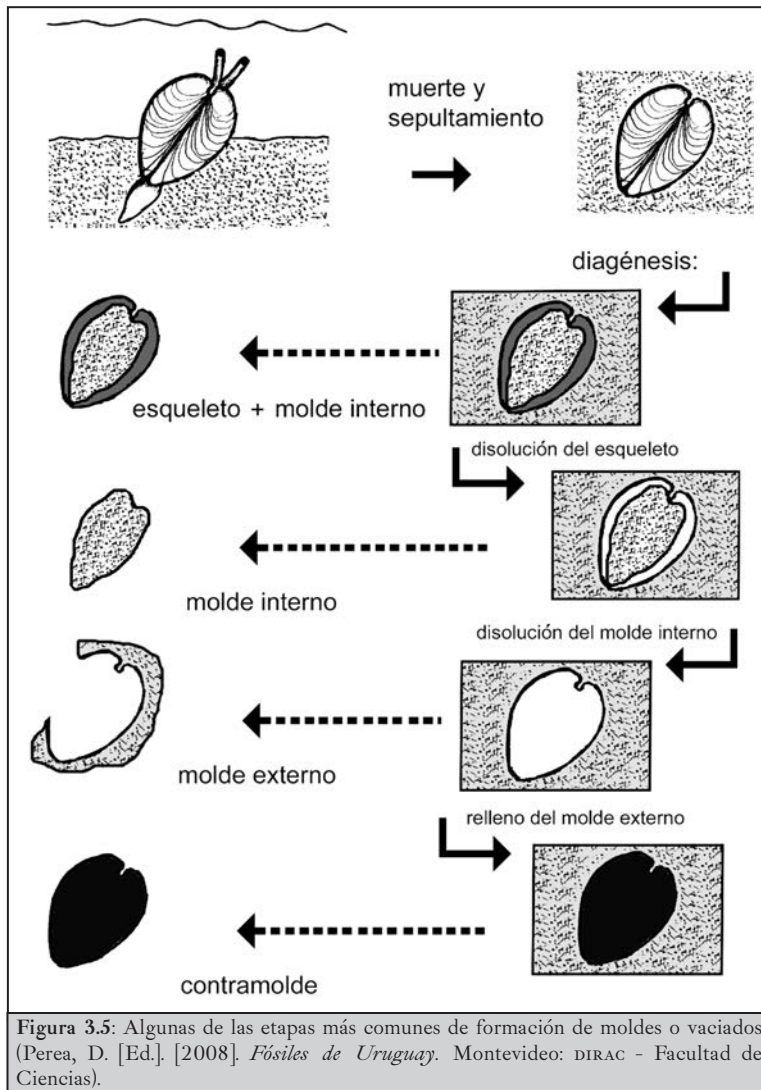 muerte y
sepultamiento
diagénesis:
esqueleto + molde interno
disolución del esqueleto
molde interno
disolución del molde interno
molde externo
relleno del molde externo
contramolde
Figura 3.5: Algunas de las etapas más comunes de formación de moldes o vaciados
(Perea, D. [Ed.]. [2008]. Fósiles de Uruguay. Montevideo: DIRAC - Facultad de
Ciencias).